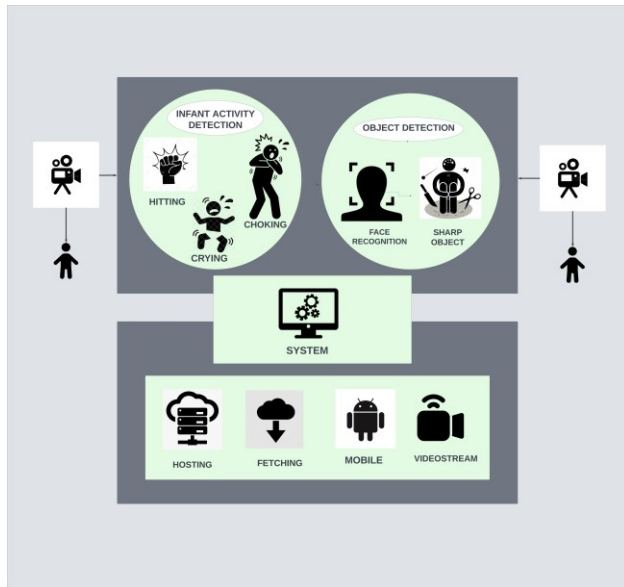 INFANT ACTIVITY
DETECTION
HITTING
CHOKING
CRYING
OBJECT DETECTION
FACE
RECOGNITION
SHARP
OBJECT
SYSTEM
HOSTING
FETCHING
MOBILE
VIDEOSTREAM